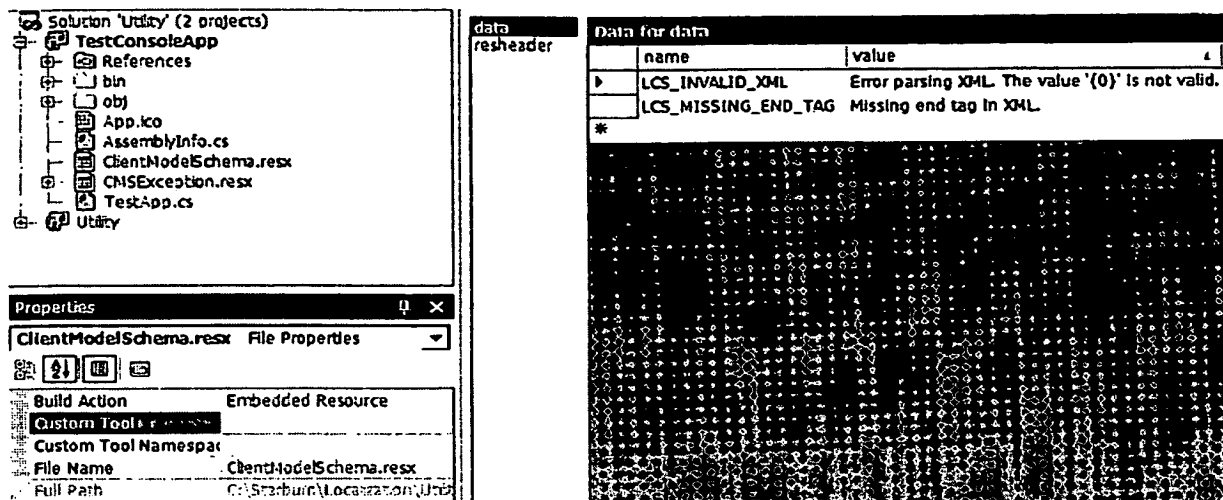 Solution 'Utility' (2 projects)
TestConsoleApp
References
bin
obj
App.ico
AssemblyInfo.cs
ClientModelSchema.resx
CMSException.resx
TestApp.cs
Utility
Properties
ClientModelSchema.resx File Properties
Build Action Embedded Resource
Custom Tool
Custom Tool Namespac
File Name ClientModelSchema.resx
Full Path C:\Starburn\Localization\Utili
data
resheader
Data for data
name value
LCS_INVALID_XML Error parsing XML. The value '{0}' is not valid.
LCS_MISSING_END_TAG Missing end tag in XML.